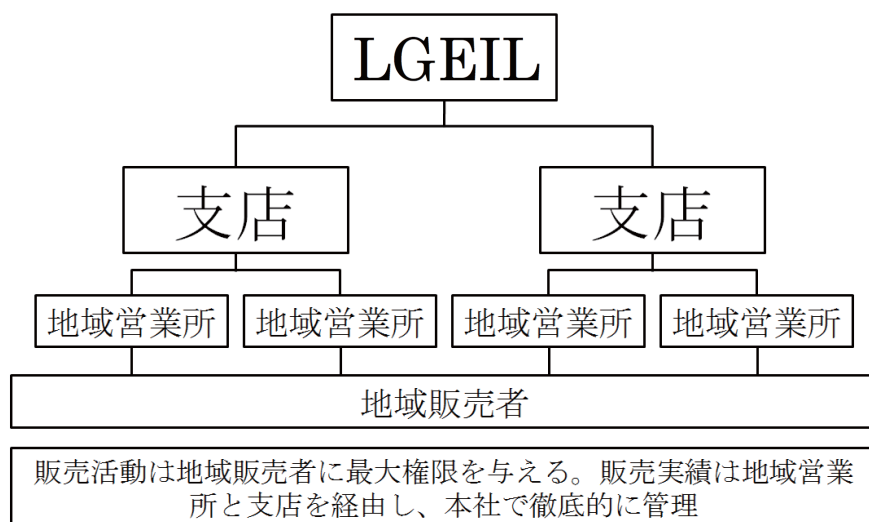 LGEIL
支店 支店
地域営業所 地域営業所 地域営業所 地域営業所
地域販売者
販売活動は地域販売者に最大権限を与える。販売実績は地域営業
所と支店を経由し、本社で徹底的に管理